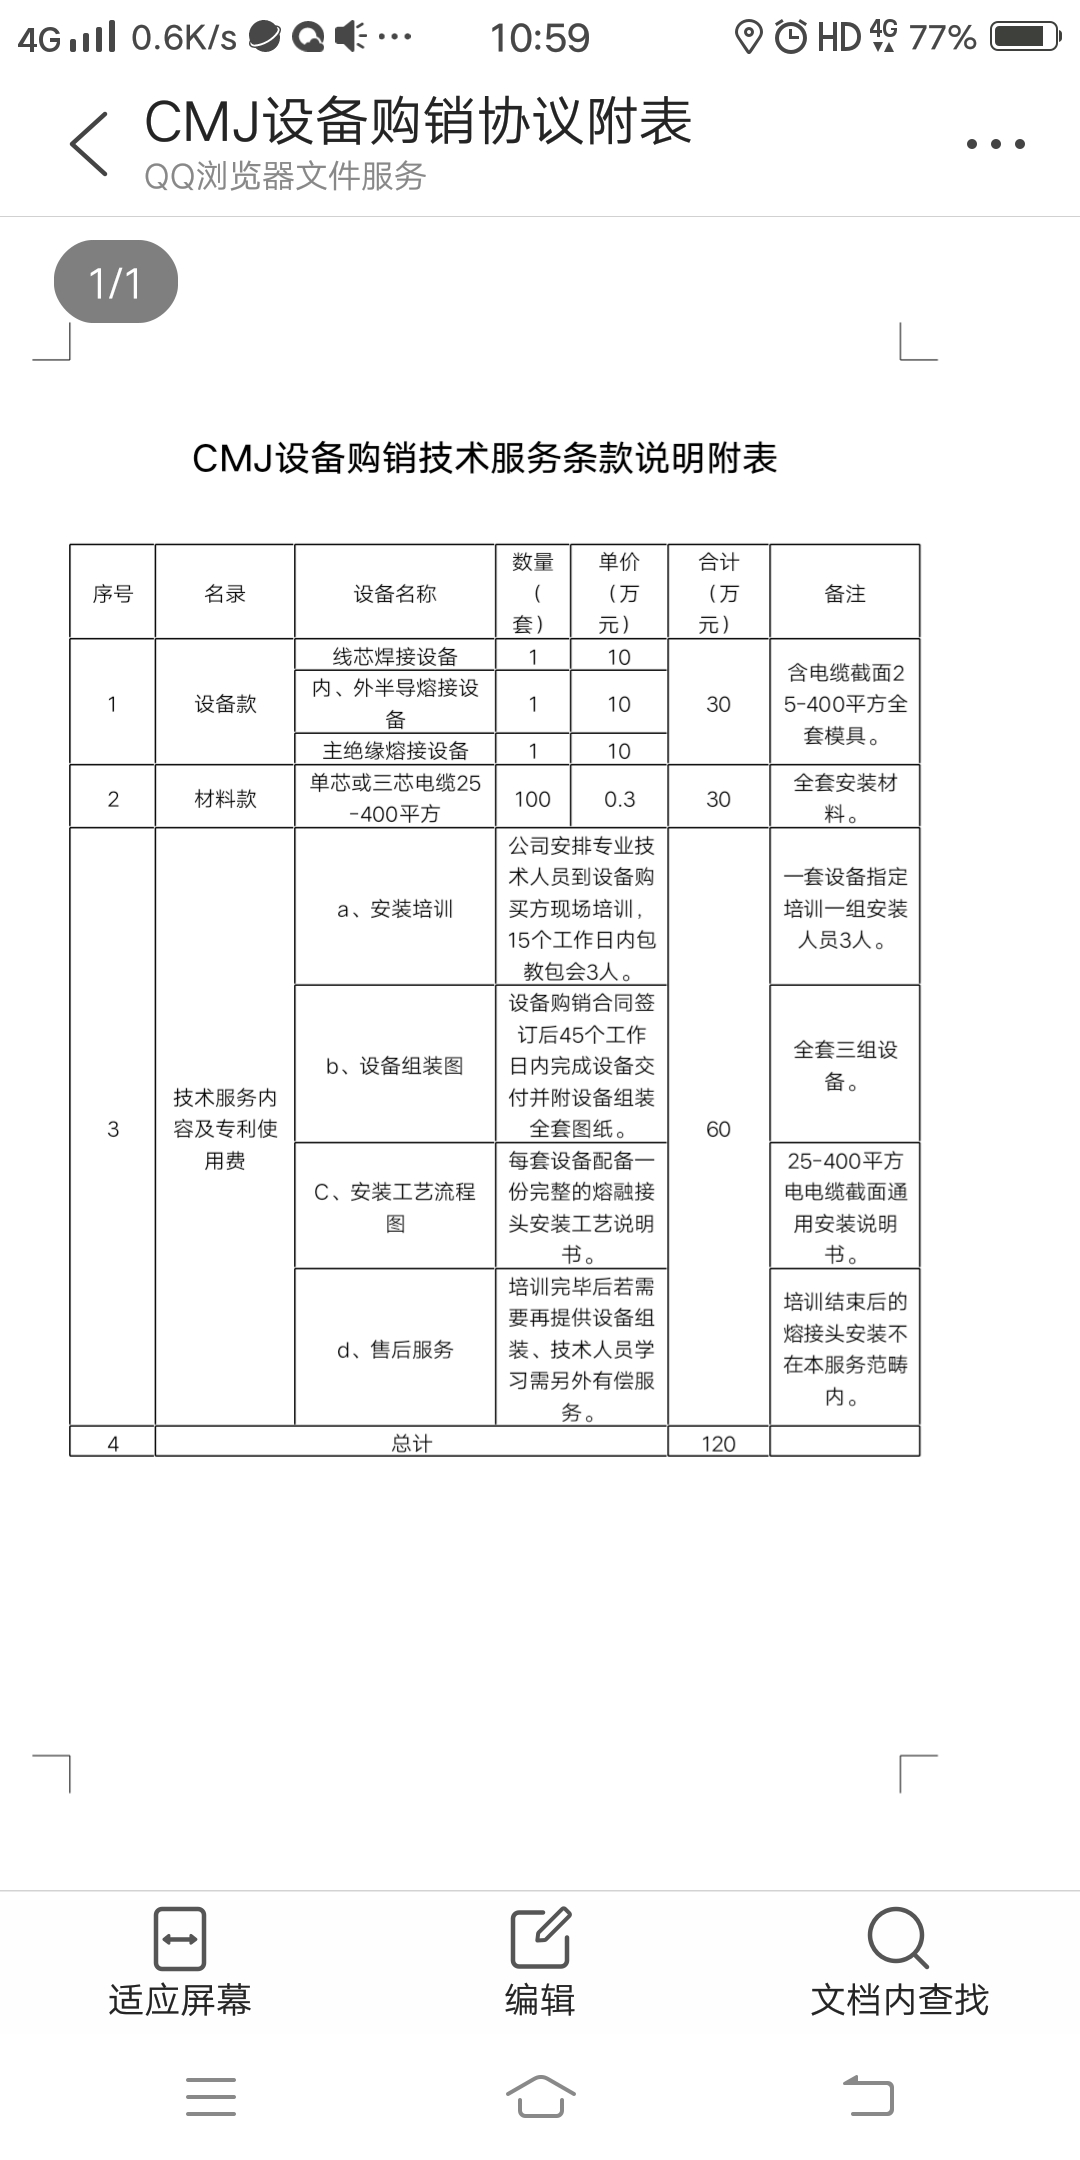 4G 0.6K/s 10:59 HD 4G 77%
CMJ设备购销协议附表
QQ浏览器文件服务
1/1
CMJ设备购销技术服务条款说明附表
序号
名录
设备名称
数量
（
套）
单价
（万
元）
合计
（万
元）
备注
1
设备款
线芯焊接设备
1
10
内、外半导熔接设
备
1
10
主绝缘熔接设备
1
10
30
含电缆截面2
5-400平方全
套模具。
2
材料款
单芯或三芯电缆25
-400平方
100
0.3
30
全套安装材
料。
3
技术服务内
容及专利使
用费
a、安装培训
公司安排专业技
术人员到设备购
买方现场培训，
15个工作日内包
教包会3人。
60
一套设备指定
培训一组安装
人员3人。
b、设备组装图
设备购销合同签
订后45个工作
日内完成设备交
付并附设备组装
全套图纸。
全套三组设
备。
C、安装工艺流程
图
每套设备配备一
份完整的熔融接
头安装工艺说明
书。
25-400平方
电电缆截面通
用安装说明
书。
d、售后服务
培训完毕后若需
要再提供设备组
装、技术人员学
习需另外有偿服
务。
培训结束后的
熔接头安装不
在本服务范畴
内。
4
总计
120
适应屏幕
编辑
文档内查找